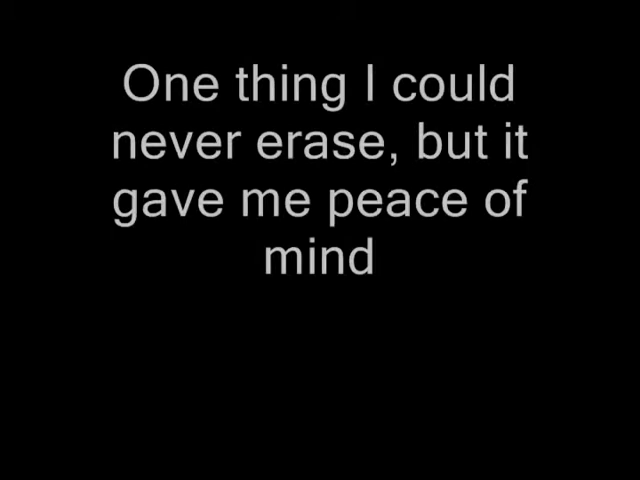 One thing I could
never erase, but it
gave me peace of
mind